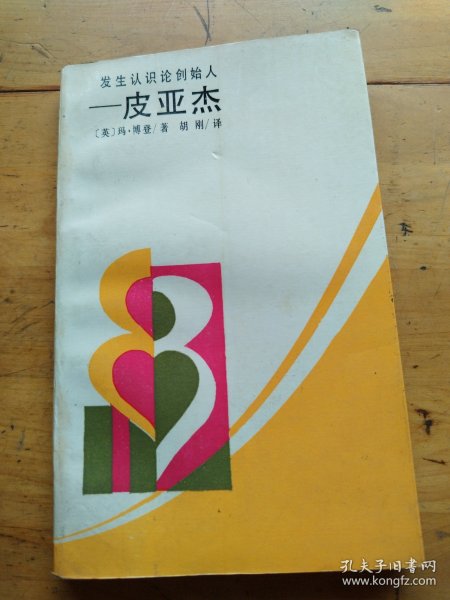 发生认识论创始人
—皮亚杰
〔英〕玛·博登/著 胡刚/译
孔夫子旧书网
www.kongfz.com